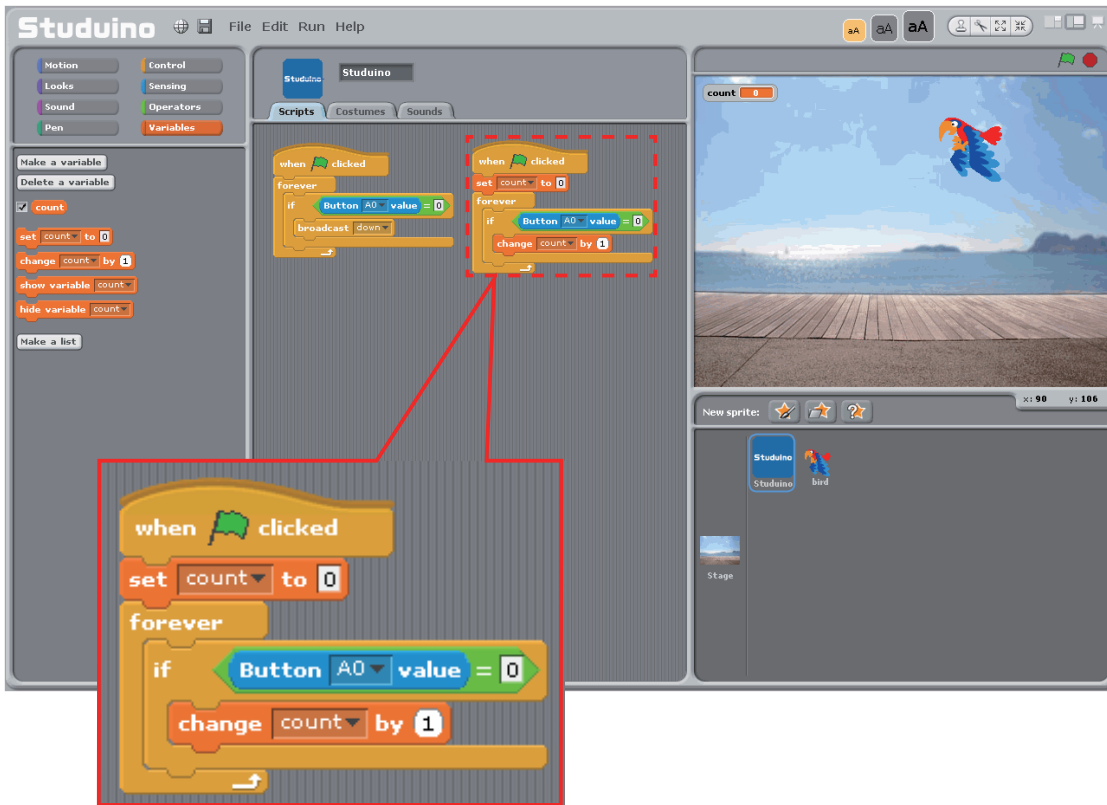 Studuino File Edit Run Help aA aA aA
Motion Control
Looks Sensing
Sound Operators
Pen Variables
Make a variable
Delete a variable
count
set count to 0
change count by 1
show variable count
hide variable count
Make a list
Studuino Studuino
Scripts Costumes Sounds
when clicked
forever
if Button A0 value = 0
broadcast down
when clicked
set count to 0
forever
if Button A0 value = 0
change count by 1
when clicked
set count to 0
forever
if Button A0 value = 0
change count by 1
count 0
x: 90 y: 106
New sprite:
Studuino
Studuino bird
Stage